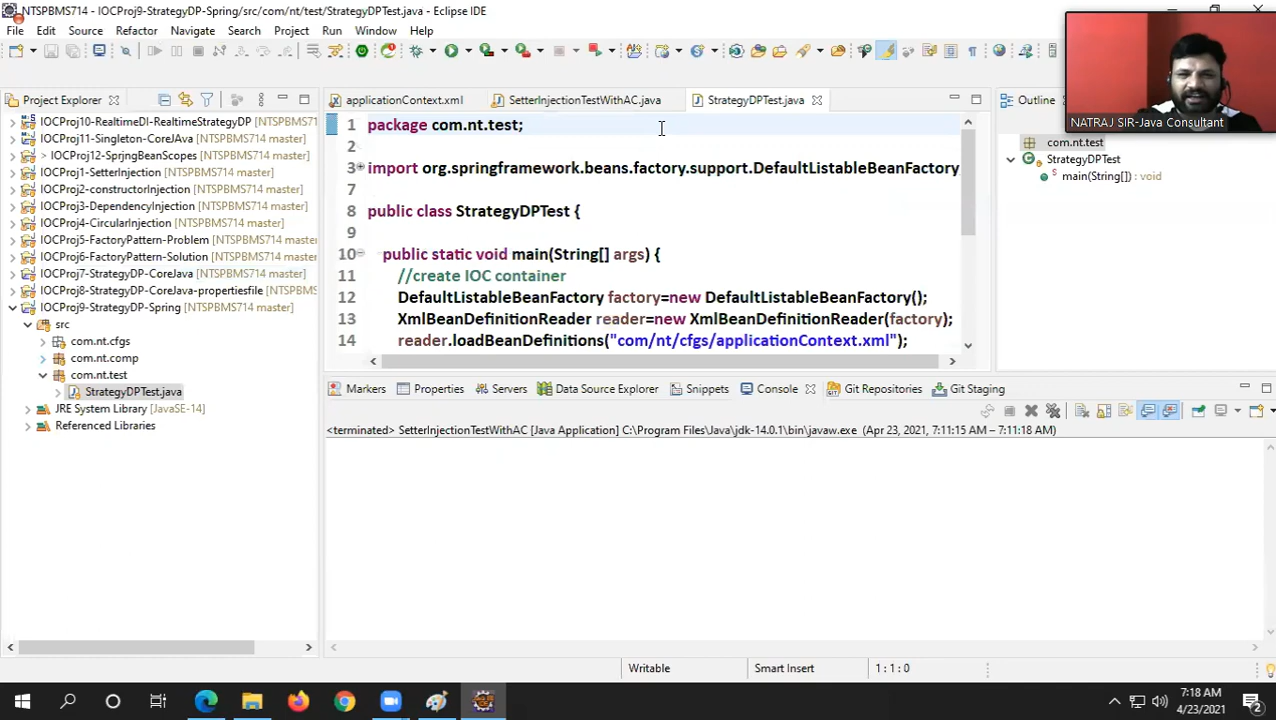 NTSPBMS714 - IOCProj9-StrategyDP-Spring/src/com/nt/test/StrategyDPTest.java - Eclipse IDE
File Edit Source Refactor Navigate Search Project Run Window Help
Project Explorer
IOCProj10-RealtimeDI-RealtimeStrategyDP [NTSPBMS
IOCProj11-Singleton-CoreJAva [NTSPBMS714 master]
> IOCProj12-SprjngBeanScopes [NTSPBMS714 master]
IOCProj1-SetterInjection [NTSPBMS714 master]
IOCProj2-constructorInjection [NTSPBMS714 master]
IOCProj3-DependencyInjection [NTSPBMS714 master]
IOCProj4-CircularInjection [NTSPBMS714 master]
IOCProj5-FactoryPattern-Problem [NTSPBMS714 master]
IOCProj6-FactoryPattern-Solution [NTSPBMS714 master]
IOCProj7-StrategyDP-CoreJava [NTSPBMS714 master]
IOCProj8-StrategyDP-CoreJava-propertiesfile [NTSPBMS
IOCProj9-StrategyDP-Spring [NTSPBMS714 master]
src
com.nt.cfgs
com.nt.comp
com.nt.test
StrategyDPTest.java
JRE System Library [JavaSE-14]
Referenced Libraries
applicationContext.xml SetterInjectionTestWithAC.java StrategyDPTest.java
1 package com.nt.test;
2
3 import org.springframework.beans.factory.support.DefaultListableBeanFactory
7
8 public class StrategyDPTest {
9
10 public static void main(String[] args) {
11 //create IOC container
12 DefaultListableBeanFactory factory=new DefaultListableBeanFactory();
13 XmlBeanDefinitionReader reader=new XmlBeanDefinitionReader(factory);
14 reader.loadBeanDefinitions("com/nt/cfgs/applicationContext.xml");
NATRAJ SIR-Java Consultant
Outline
com.nt.test
StrategyDPTest
main(String[]) : void
Markers Properties Servers Data Source Explorer Snippets Console Git Repositories Git Staging
<terminated> SetterInjectionTestWithAC [Java Application] C:\Program Files\Java\jdk-14.0.1\bin\javaw.exe (Apr 23, 2021, 7:11:15 AM – 7:11:18 AM)
Writable Smart Insert 1 : 1 : 0
7:18 AM
4/23/2021
2